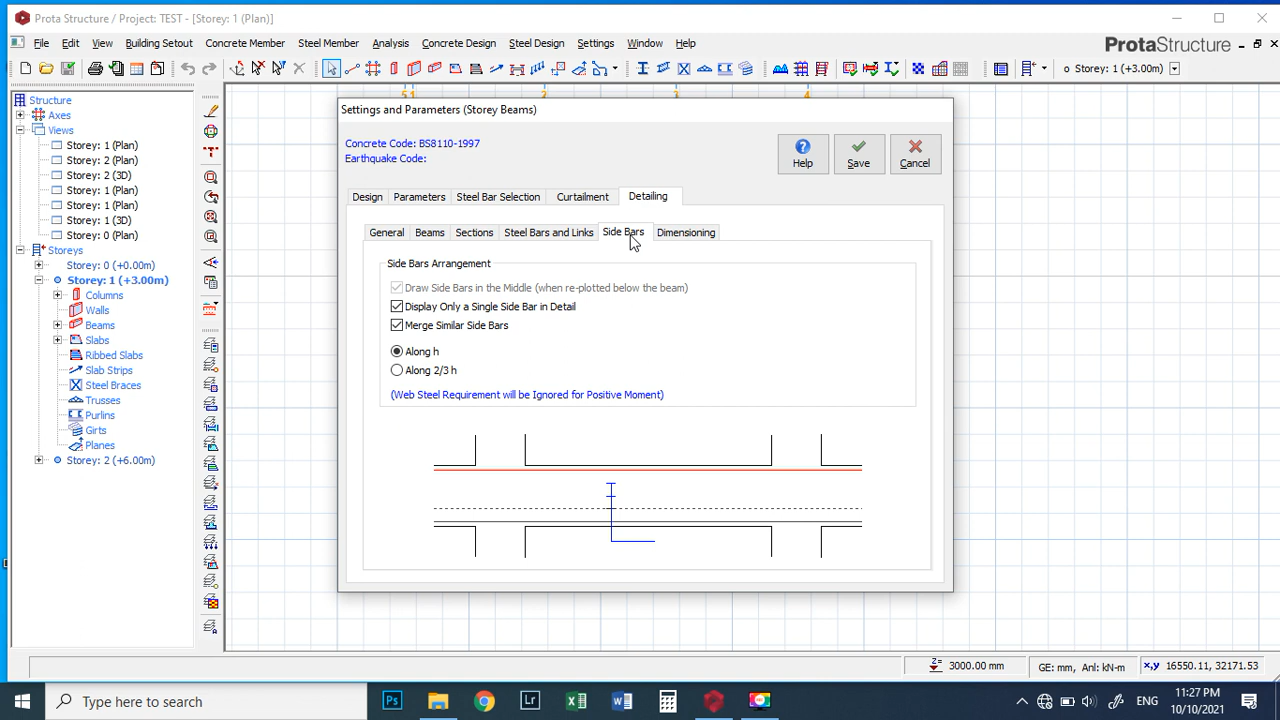 Prota Structure / Project: TEST - [Storey: 1 (Plan)]
File Edit View Building Setout Concrete Member Steel Member Analysis Concrete Design Steel Design Settings Window Help
ProtaStructure
Storey: 1 (+3.00m)
Structure
Axes
Views
Storey: 1 (Plan)
Storey: 2 (Plan)
Storey: 2 (3D)
Storey: 1 (Plan)
Storey: 1 (Plan)
Storey: 1 (3D)
Storey: 0 (Plan)
Storeys
Storey: 0 (+0.00m)
Storey: 1 (+3.00m)
Columns
Walls
Beams
Slabs
Ribbed Slabs
Slab Strips
Steel Braces
Trusses
Purlins
Girts
Planes
Storey: 2 (+6.00m)
Settings and Parameters (Storey Beams)
Concrete Code: BS8110-1997
Earthquake Code:
Help Save Cancel
Design Parameters Steel Bar Selection Curtailment Detailing
General Beams Sections Steel Bars and Links Side Bars Dimensioning
Side Bars Arrangement
Draw Side Bars in the Middle (when re-plotted below the beam)
Display Only a Single Side Bar in Detail
Merge Similar Side Bars
Along h
Along 2/3 h
(Web Steel Requirement will be Ignored for Positive Moment)
Z= 3000.00 mm
GE: mm, Anl: kN-m
x,y 16550.11, 32171.53
Type here to search
Ps
Lr
ENG
11:27 PM
10/10/2021